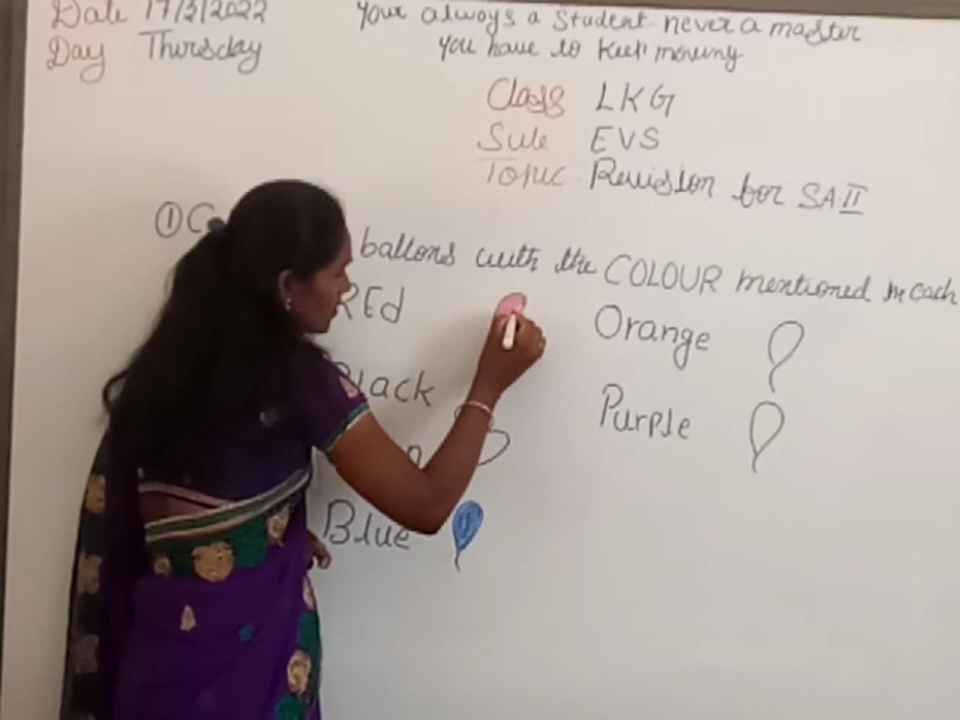 Date 17/3/2022
Day Thursday
Your always a student never a master
you have to keep moving
Class LKG
Topic Revision for SA II
EVS
① ballons with the COLOUR mentioned in each
REd
Orange
Black
Purple
Blue